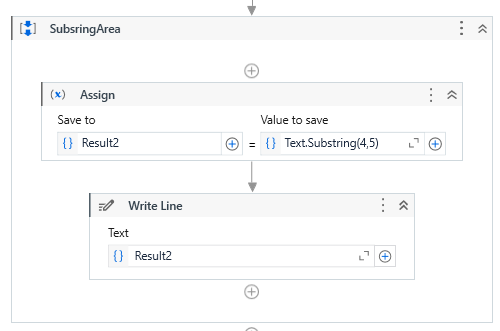 SubsringArea
(x) Assign
Save to Value to save
{} Result2 = {} Text.Substring(4,5)
Write Line
Text
{} Result2